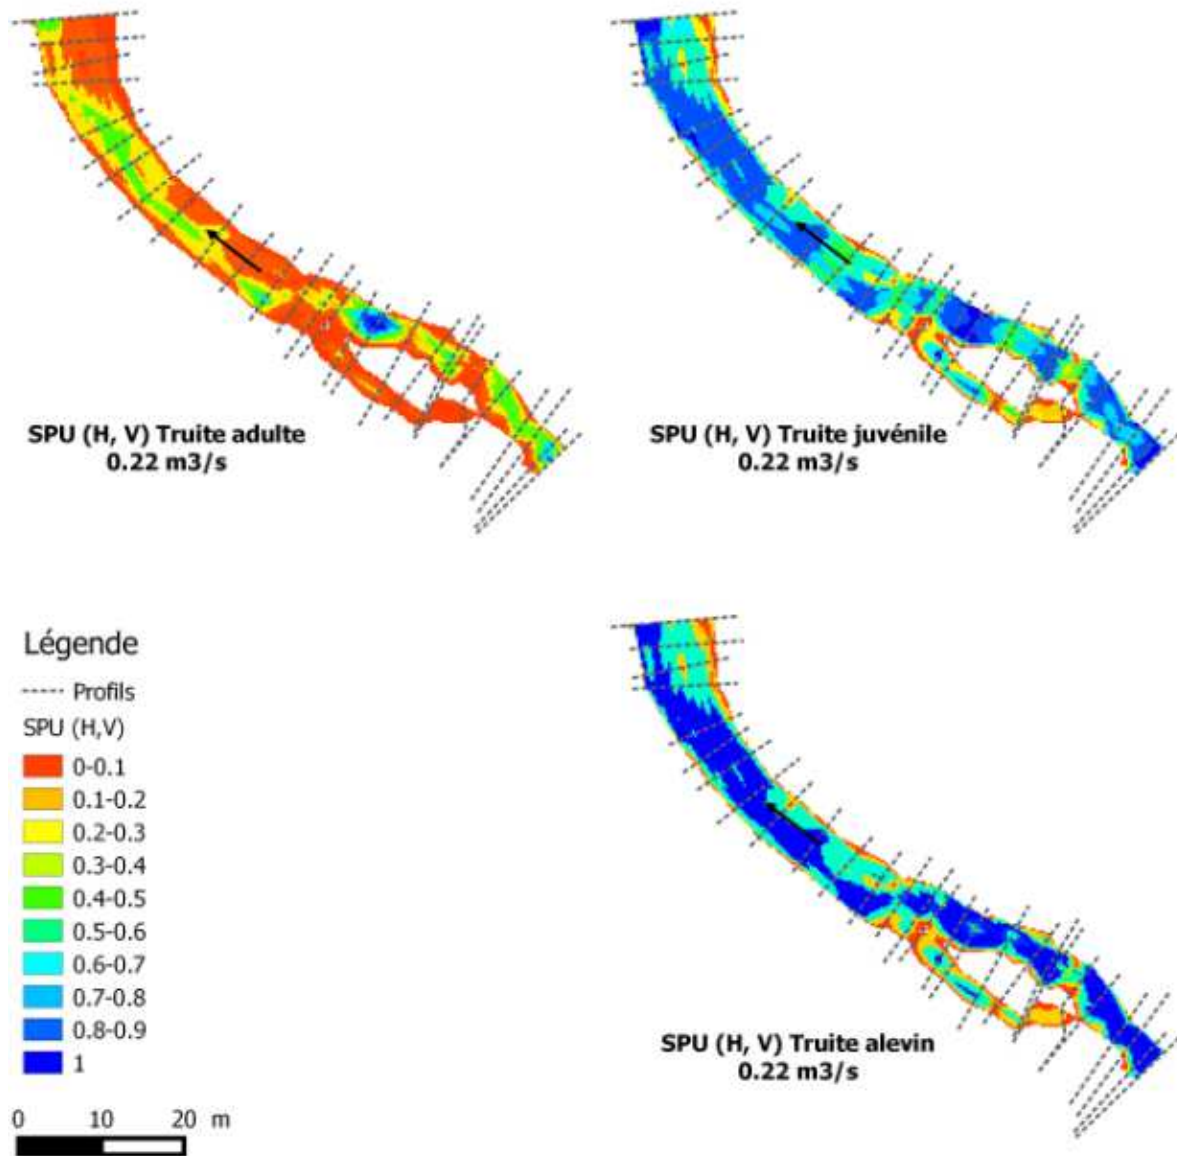 SPU (H, V) Truite adulte
0.22 m3/s
SPU (H, V) Truite juvénile
0.22 m3/s
Légende
Profils
SPU (H,V)
0-0.1
0.1-0.2
0.2-0.3
0.3-0.4
0.4-0.5
0.5-0.6
0.6-0.7
0.7-0.8
0.8-0.9
1
0 10 20 m
SPU (H, V) Truite alevin
0.22 m3/s